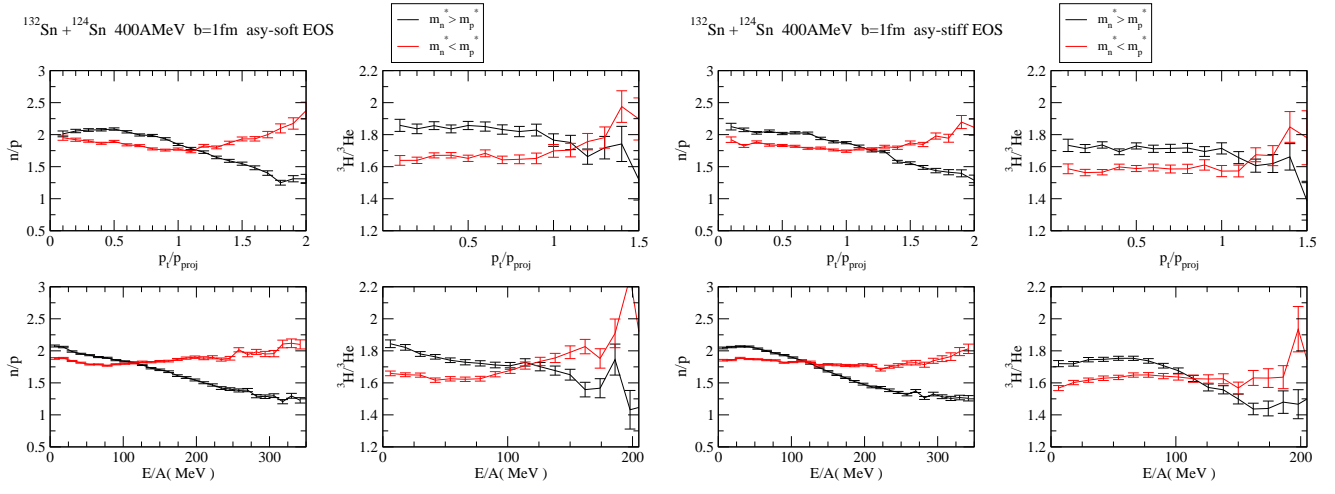 ¹³²Sn + ¹²⁴Sn 400AMeV b=1fm asy-soft EOS
mₙ* > mₚ*
mₙ* < mₚ*
¹³²Sn + ¹²⁴Sn 400AMeV b=1fm asy-stiff EOS
mₙ* > mₚ*
mₙ* < mₚ*
3
2.5
2
1.5
1
0.5
n/p
0 0.5 1 1.5 2
pₜ/p_proj
2.2
2
1.8
1.6
1.4
1.2
³H/³He
0.5 1 1.5
pₜ/p_proj
3
2.5
2
1.5
1
0.5
n/p
0 0.5 1 1.5 2
pₜ/p_proj
2.2
2
1.8
1.6
1.4
1.2
³H/³He
0.5 1 1.5
pₜ/p_proj
3
2.5
2
1.5
1
0.5
n/p
0 100 200 300
E/A( MeV )
2.2
2
1.8
1.6
1.4
1.2
³H/³He
0 100 200
E/A( MeV )
3
2.5
2
1.5
1
0.5
n/p
0 100 200 300
E/A( MeV )
2.2
2
1.8
1.6
1.4
1.2
³H/³He
0 100 200
E/A( MeV )